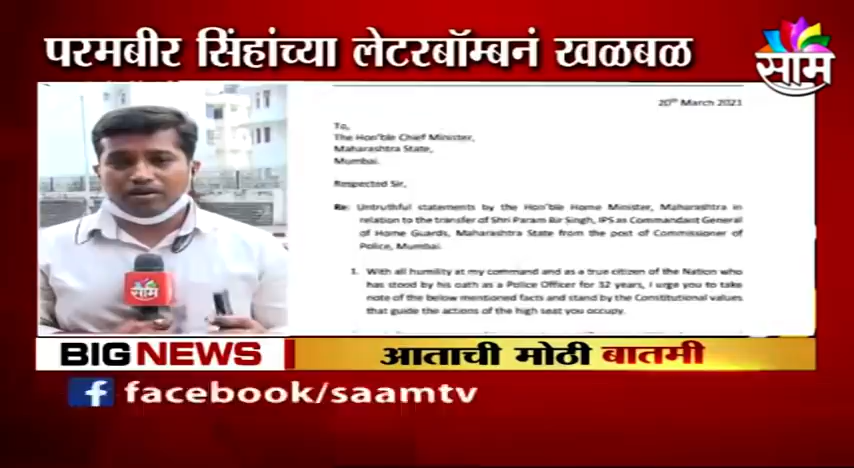 परमबीर सिंहांच्या लेटरबॉम्बनं खळबळ
साम
20th March 2021
To,
The Hon'ble Chief Minister,
Maharashtra State,
Mumbai.
Respected Sir,
Re: Untruthful statements by the Hon'ble Home Minister, Maharashtra in
relation to the transfer of Shri Param Bir Singh, IPS as Commandant General
of Home Guards, Maharashtra State from the post of Commissioner of
Police, Mumbai.
1. With all humility at my command and as a true citizen of the Nation who
has stood by his oath as a Police Officer for 32 years, I urge you to take
note of the below mentioned facts and stand by the Constitutional values
that guide the actions of the high seat you occupy.
साम
BIG NEWS
आताची मोठी बातमी
f facebook/saamtv